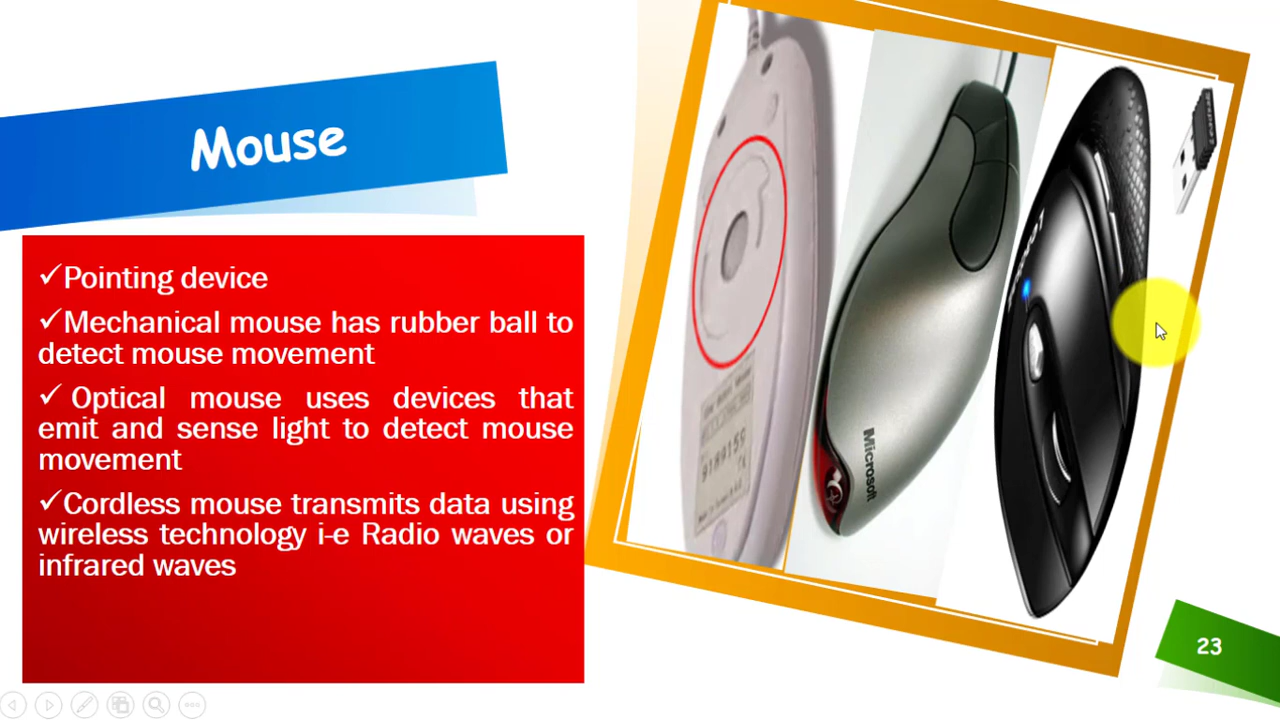 Mouse
✓Pointing device
✓Mechanical mouse has rubber ball to
detect mouse movement
✓ Optical mouse uses devices that
emit and sense light to detect mouse
movement
✓Cordless mouse transmits data using
wireless technology i-e Radio waves or
infrared waves
Microsoft
23